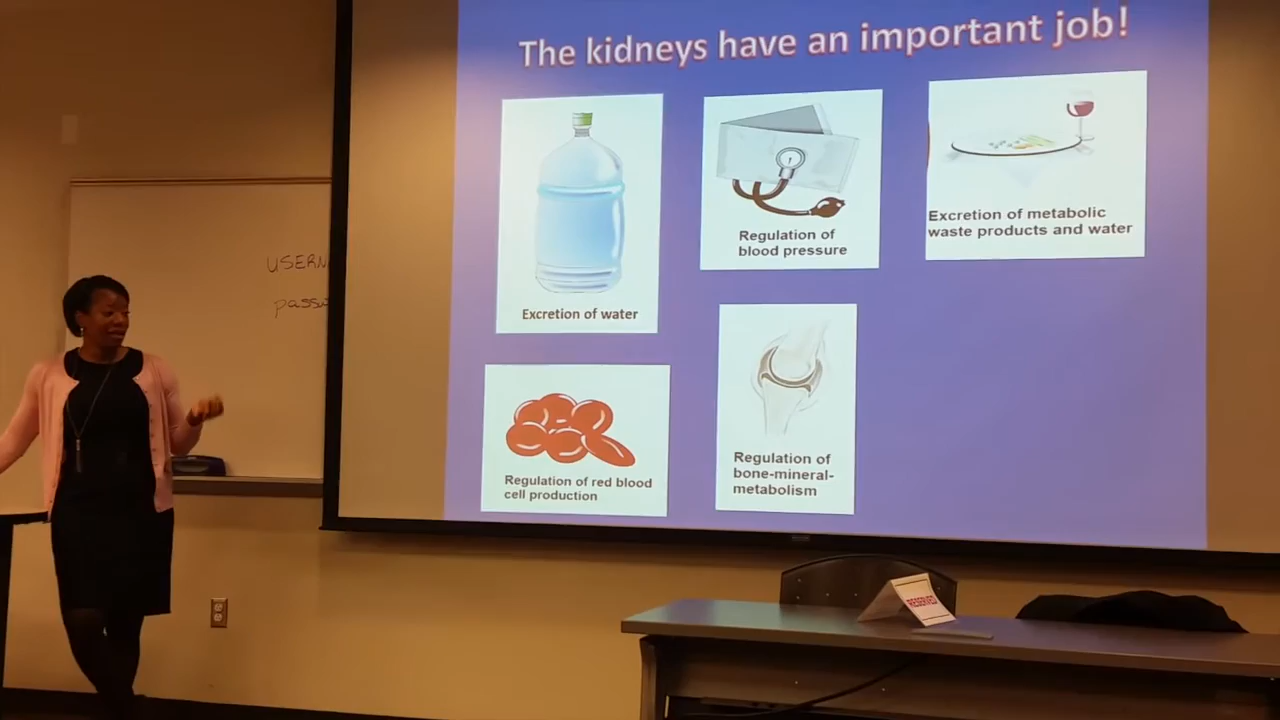 The kidneys have an important job!
Excretion of water
Regulation of
blood pressure
Excretion of metabolic
waste products and water
Regulation of red blood
cell production
Regulation of
bone-mineral-
metabolism
USERN
passw
RESERVED